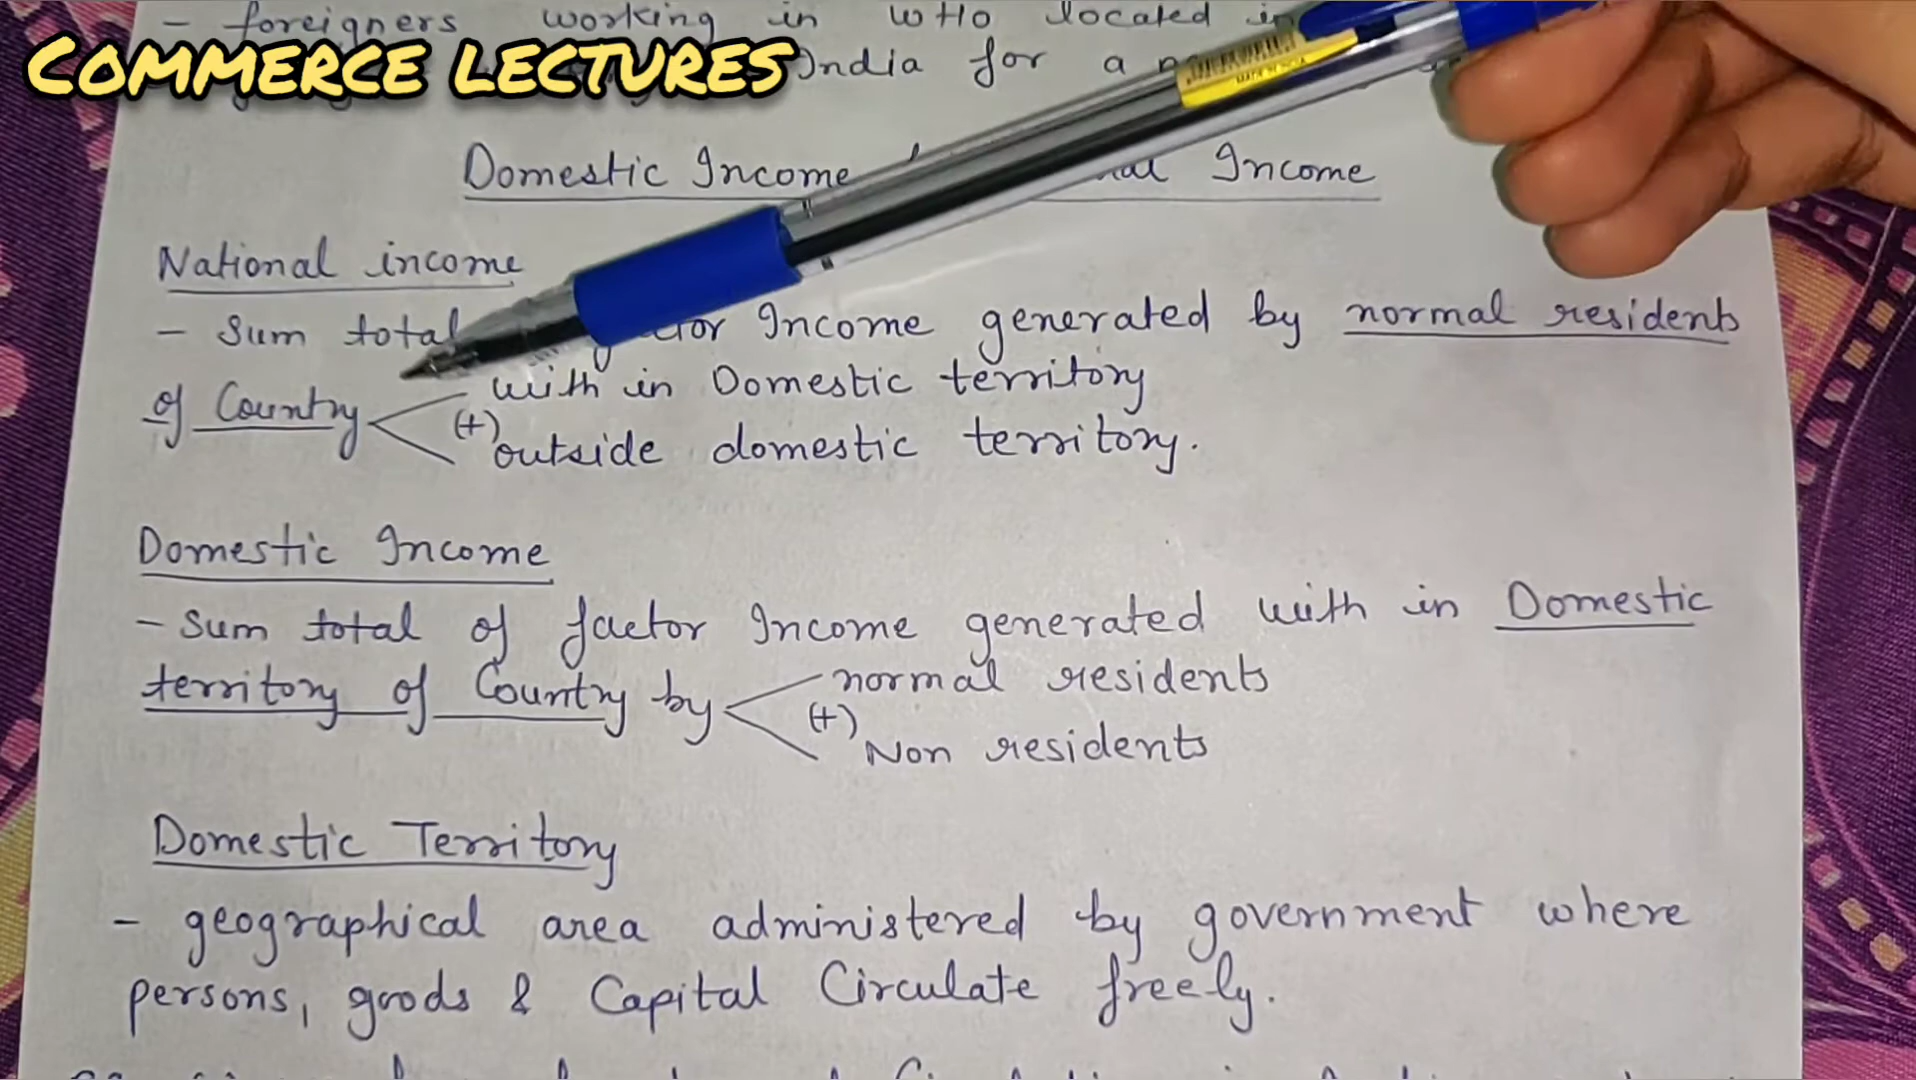 - foreigners working in WHO located in
COMMERCE LECTURES
India for a
Domestic Income Income
National income
- Sum total factor Income generated by normal residents
of Country
with in Domestic territory
(+)
outside domestic territory.
Domestic Income
- Sum total of factor Income generated with in Domestic
territory of Country by
normal residents
(+)
Non residents
Domestic Territory
- geographical area administered by government where
persons, goods & Capital Circulate freely.